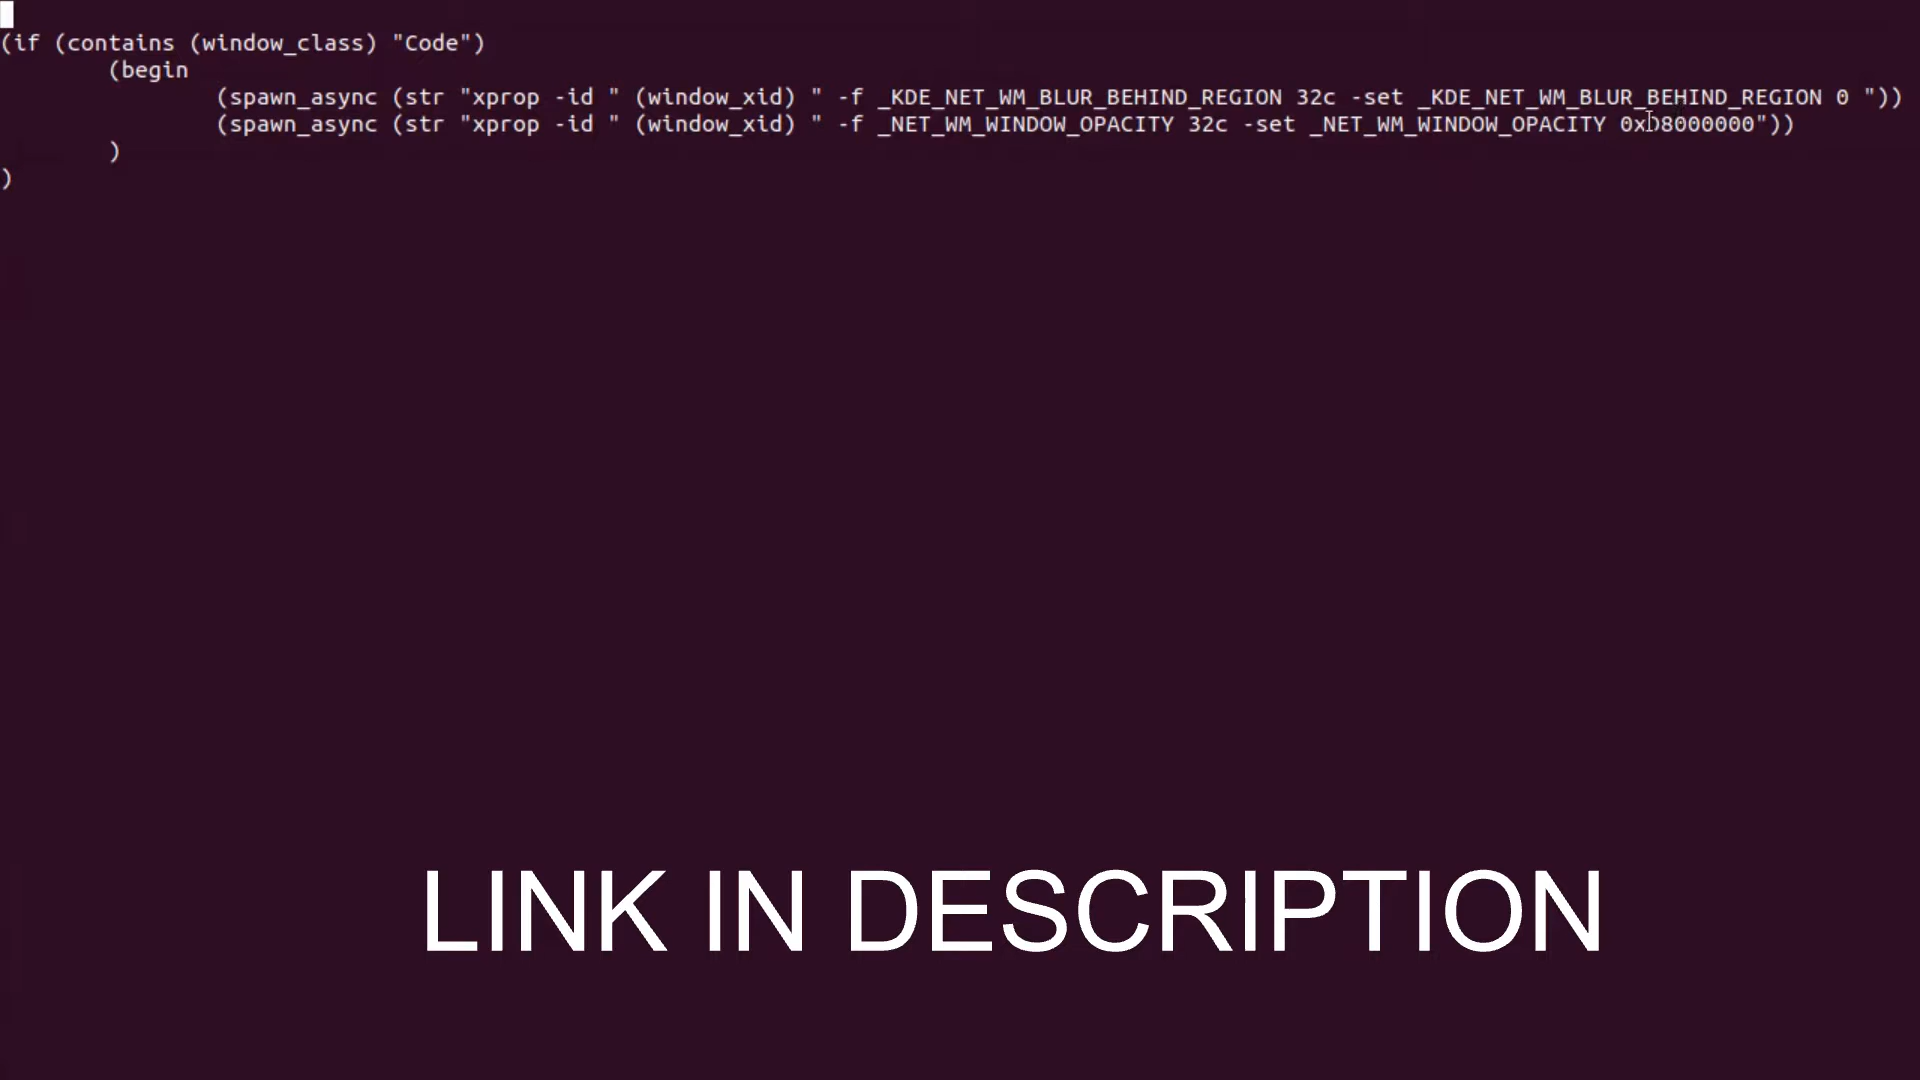 (if (contains (window_class) "Code")
(begin
(spawn_async (str "xprop -id " (window_xid) " -f _KDE_NET_WM_BLUR_BEHIND_REGION 32c -set _KDE_NET_WM_BLUR_BEHIND_REGION 0 "))
(spawn_async (str "xprop -id " (window_xid) " -f _NET_WM_WINDOW_OPACITY 32c -set _NET_WM_WINDOW_OPACITY 0xD8000000"))
)
)
LINK IN DESCRIPTION